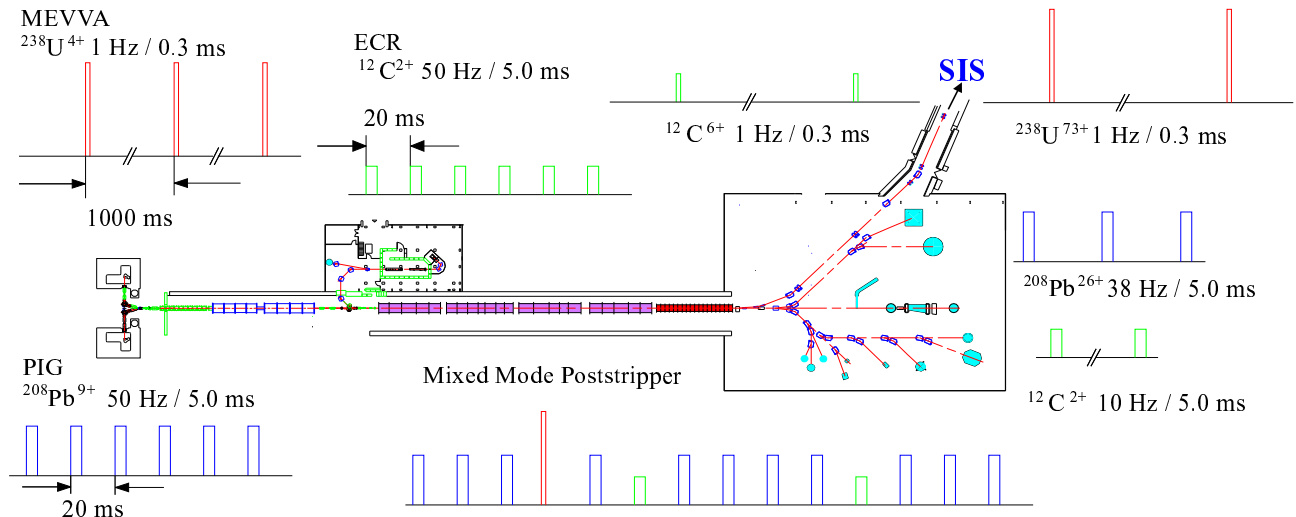 MEVVA
²³⁸U⁴⁺ 1 Hz / 0.3 ms
1000 ms
ECR
¹²C²⁺ 50 Hz / 5.0 ms
20 ms
¹²C⁶⁺ 1 Hz / 0.3 ms
SIS
²³⁸U⁷³⁺ 1 Hz / 0.3 ms
²⁰⁸Pb²⁶⁺ 38 Hz / 5.0 ms
¹²C²⁺ 10 Hz / 5.0 ms
PIG
²⁰⁸Pb⁹⁺ 50 Hz / 5.0 ms
20 ms
Mixed Mode Poststripper